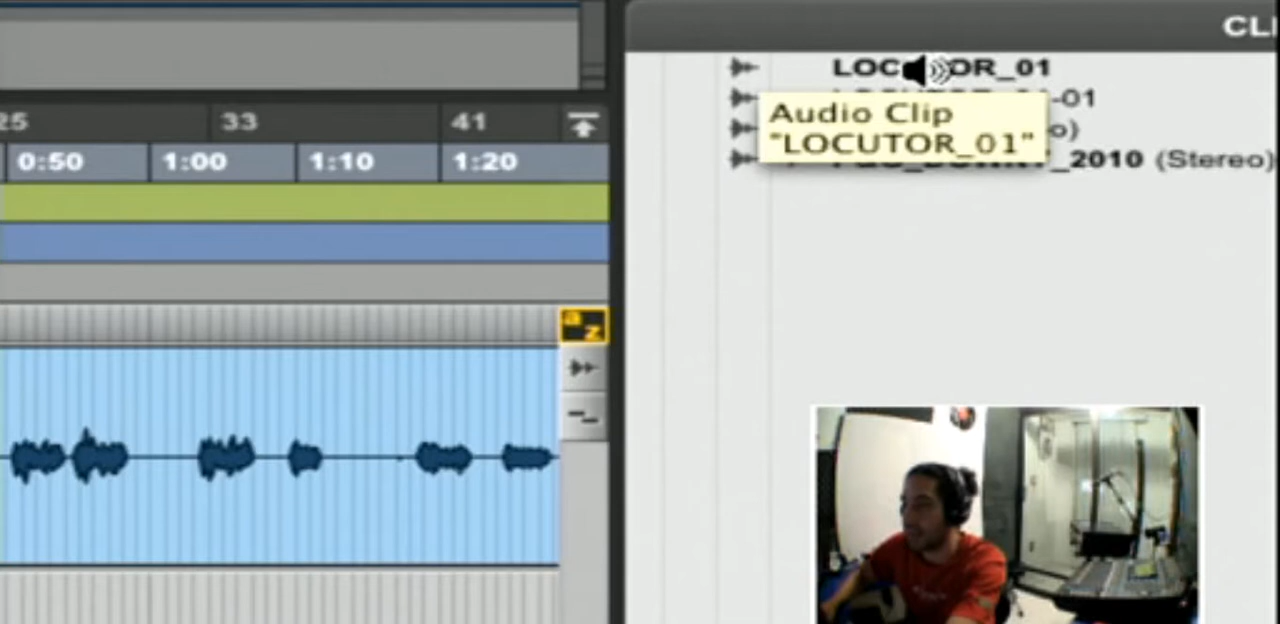 CLI
LOC OR_01
-01
Audio Clip
"LOCUTOR_01"
o)
_2010 (Stereo)
25 33 41
0:50 1:00 1:10 1:20
a
z